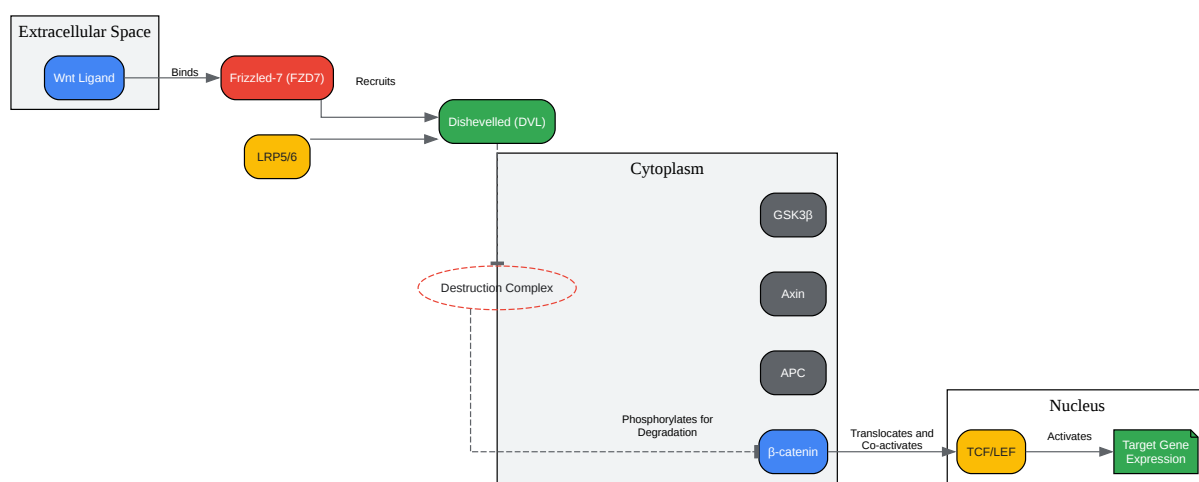 Extracellular Space
Wnt Ligand
Binds
Frizzled-7 (FZD7)
Recruits
LRP5/6
Dishevelled (DVL)
Cytoplasm
GSK3β
Destruction Complex
Axin
APC
Phosphorylates for
Degradation
β-catenin
Translocates and
Co-activates
Nucleus
TCF/LEF
Activates
Target Gene
Expression